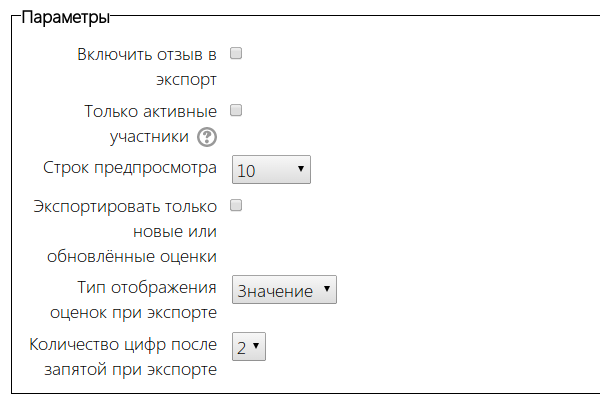 Параметры
Включить отзыв в
экспорт
Только активные
участники ?
Строк предпросмотра 10
Экспортировать только
новые или
обновлённые оценки
Тип отображения Значение
оценок при экспорте
Количество цифр после 2
запятой при экспорте